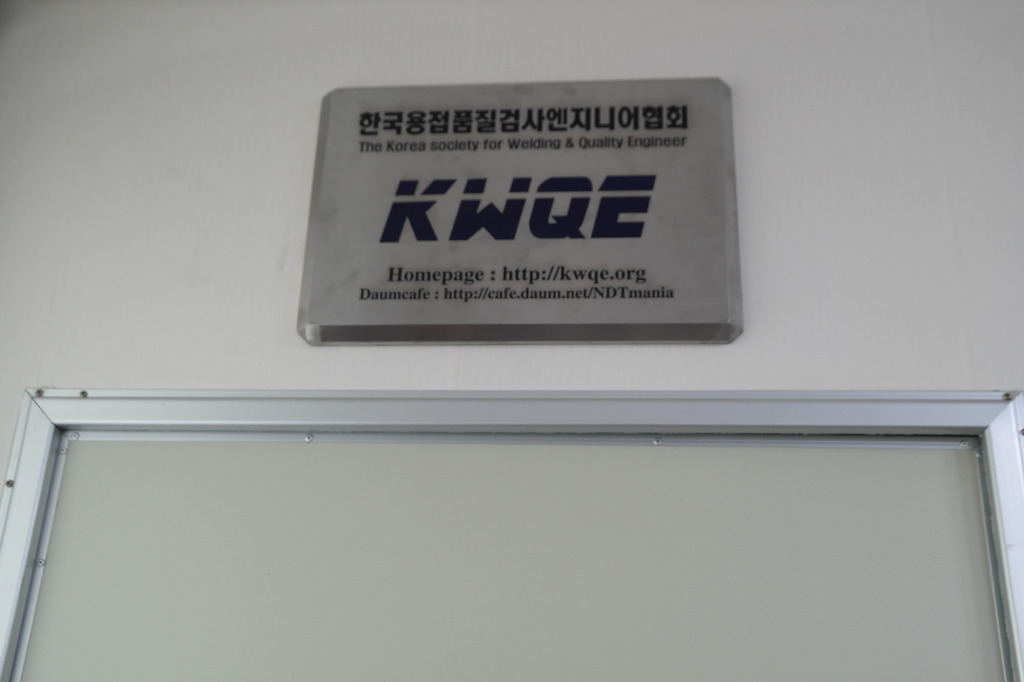 한국용접품질검사엔지니어협회
The Korea society for Welding & Quality Engineer
KWQE
Homepage : http://kwqe.org
Daumcafe : http://cafe.daum.net/NDTmania